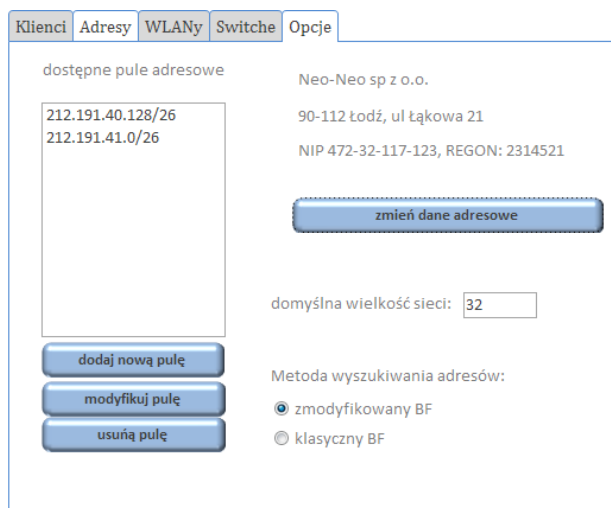 Klienci Adresy WLANy Switche Opcje
dostępne pule adresowe
212.191.40.128/26
212.191.41.0/26
dodaj nową pulę
modyfikuj pulę
usuńą pulę
Neo-Neo sp z o.o.
90-112 Łódź, ul Łąkowa 21
NIP 472-32-117-123, REGON: 2314521
zmień dane adresowe
domyślna wielkość sieci: 32
Metoda wyszukiwania adresów:
zmodyfikowany BF
klasyczny BF